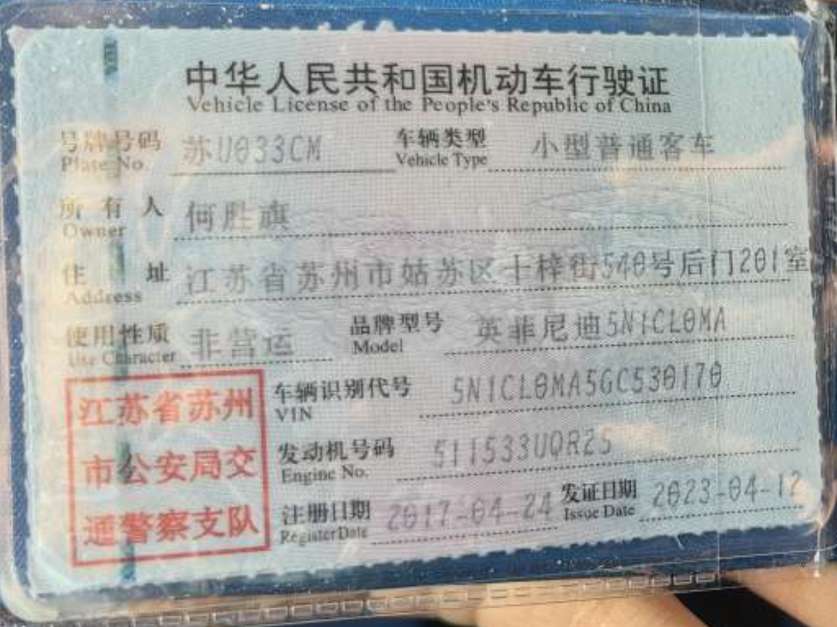 中华人民共和国机动车行驶证
Vehicle License of the People's Republic of China
号牌号码 苏U033CM 车辆类型 小型普通客车
Plate No. Vehicle Type
所有人 何胜旗
Owner
住址 江苏省苏州市姑苏区十梓街540号后门201室
Address
使用性质 非营运 品牌型号 英菲尼迪5N1CL0MA
Use Character Model
江苏省苏州
市公安局交
通警察支队
车辆识别代号 5N1CL0MA5GC530170
VIN
发动机号码 511533UQR25
Engine No.
注册日期 2017-04-24 发证日期 2023-04-12
Register Date Issue Date